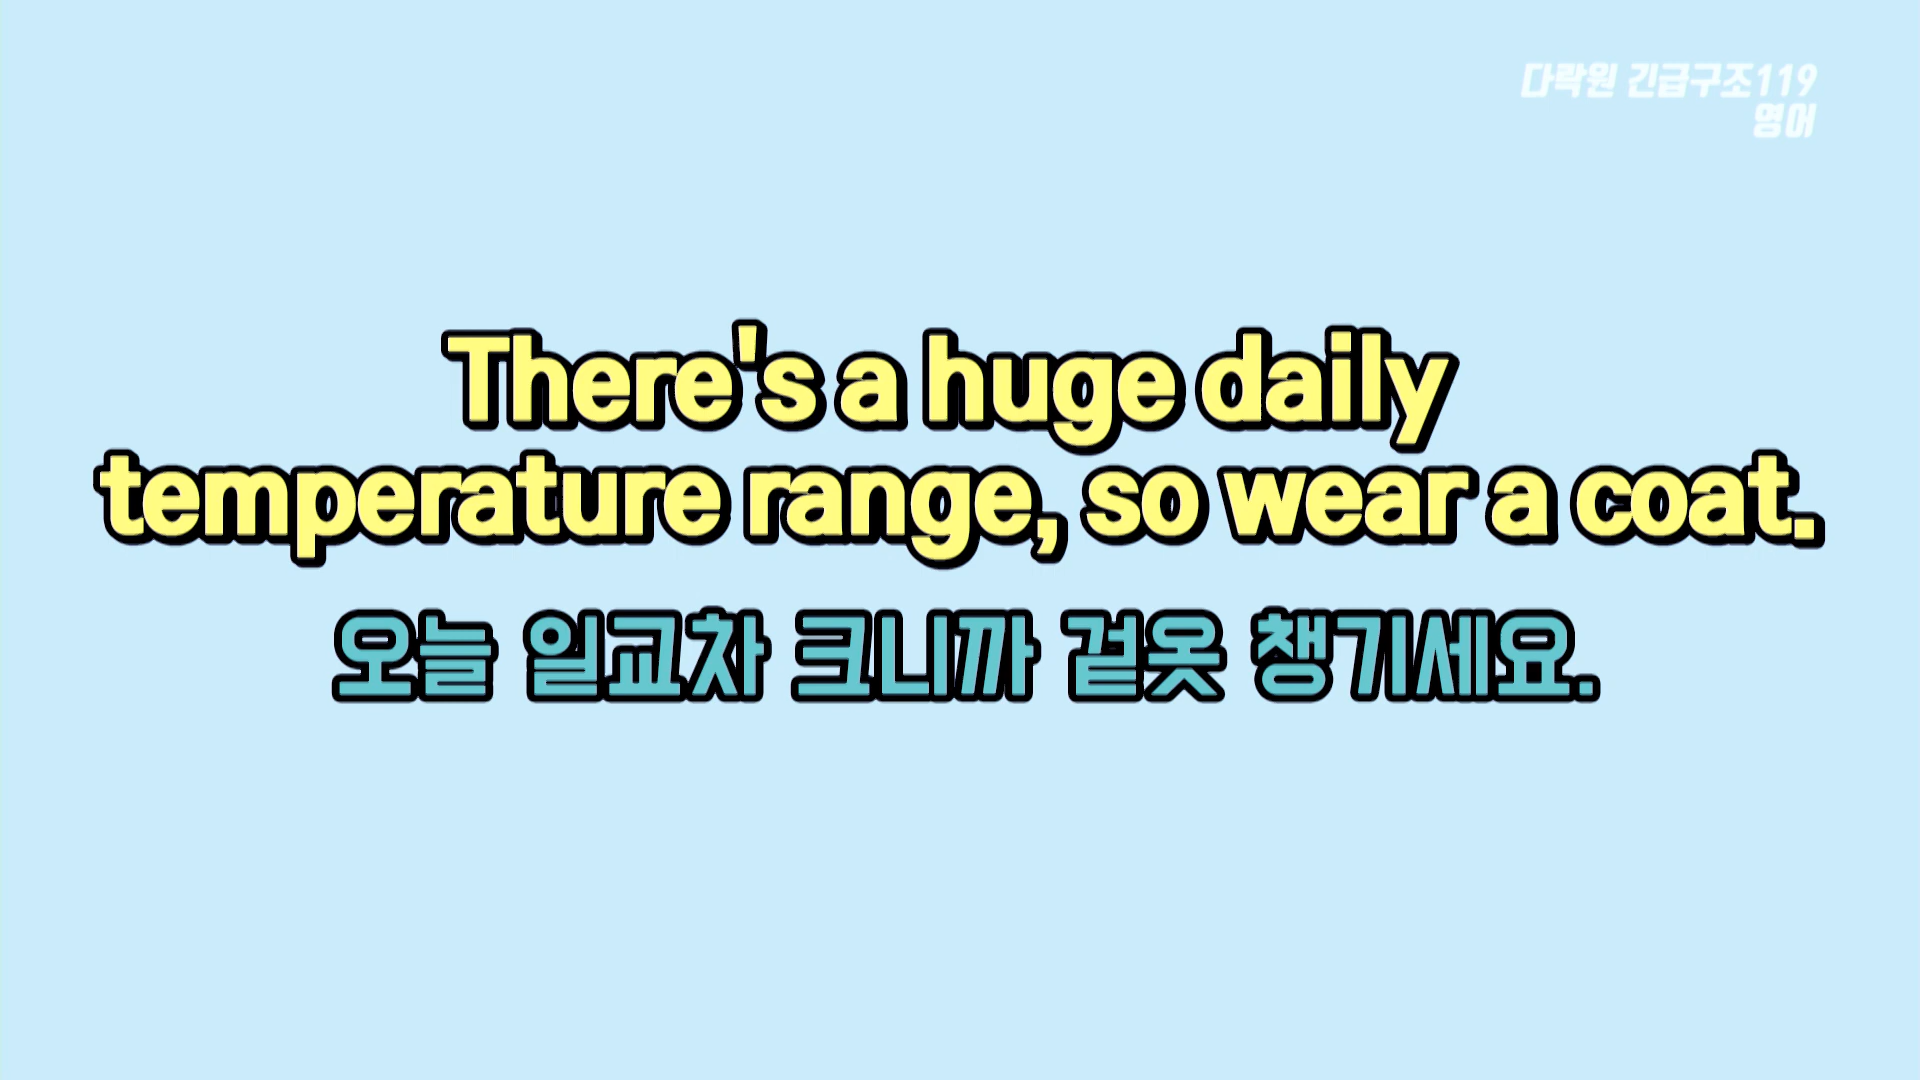 다락원 긴급구조119
영어
There's a huge daily
temperature range, so wear a coat.
오늘 일교차 크니까 겉옷 챙기세요.